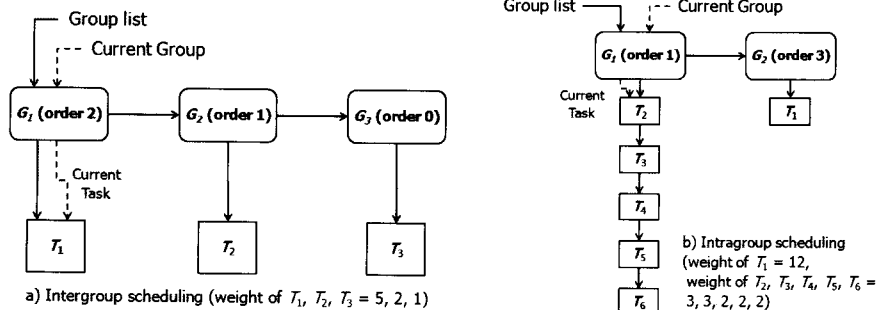 Group list
Current Group
G1 (order 2)
G2 (order 1)
G3 (order 0)
Current
Task
T1
T2
T3
a) Intergroup scheduling (weight of T1, T2, T3 = 5, 2, 1)
Group list
Current Group
G1 (order 1)
G2 (order 3)
Current
Task
T2
T1
T3
T4
T5
T6
b) Intragroup scheduling
(weight of T1 = 12,
weight of T2, T3, T4, T5, T6 =
3, 3, 2, 2, 2)